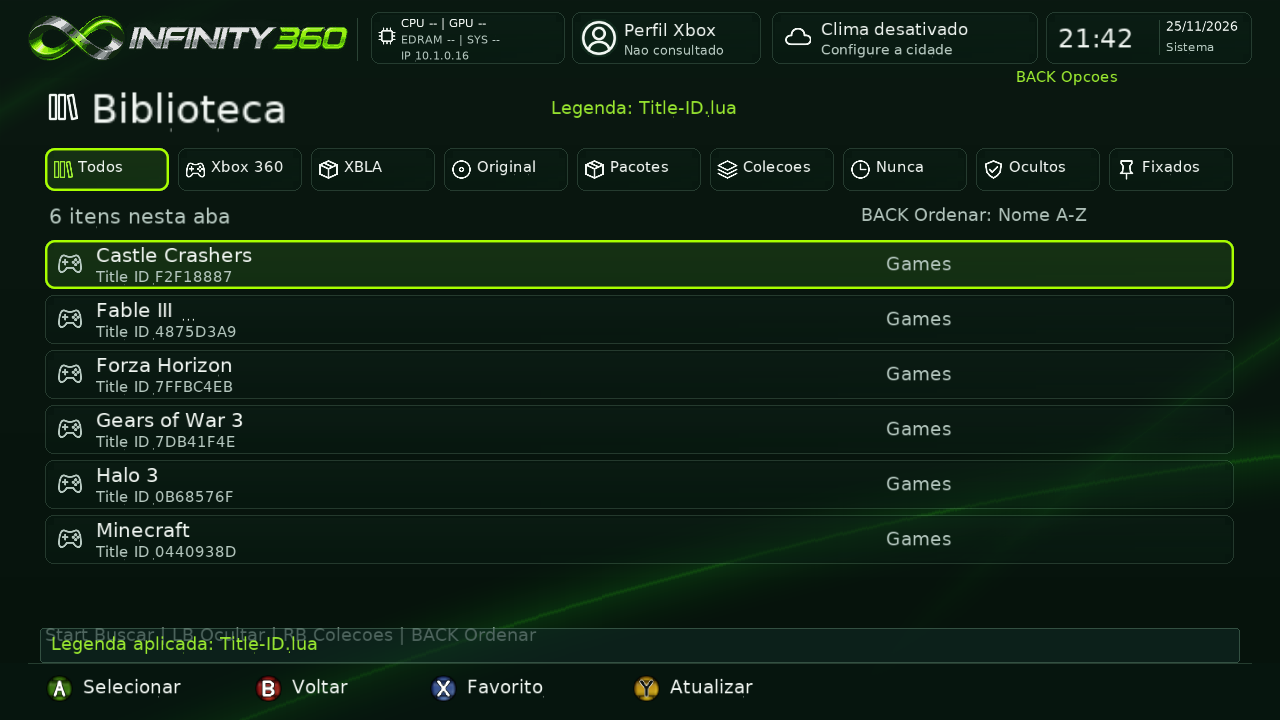 INFINITY 360
CPU -- | GPU --
EDRAM -- | SYS --
IP 10.1.0.16
Perfil Xbox
Nao consultado
Clima desativado
Configure a cidade
21:42
25/11/2026
Sistema
BACK Opcoes
Biblioteca
Legenda: Title-ID.lua
Todos
Xbox 360
XBLA
Original
Pacotes
Colecoes
Nunca
Ocultos
Fixados
6 itens nesta aba
BACK Ordenar: Nome A-Z
Castle Crashers
Title ID F2F18887
Games
Fable III ...
Title ID 4875D3A9
Games
Forza Horizon
Title ID 7FFBC4EB
Games
Gears of War 3
Title ID 7DB41F4E
Games
Halo 3
Title ID 0B68576F
Games
Minecraft
Title ID 0440938D
Games
Start Buscar | LB Ocultar | RB Colecoes | BACK Ordenar
Legenda aplicada: Title-ID.lua
A Selecionar
B Voltar
X Favorito
Y Atualizar